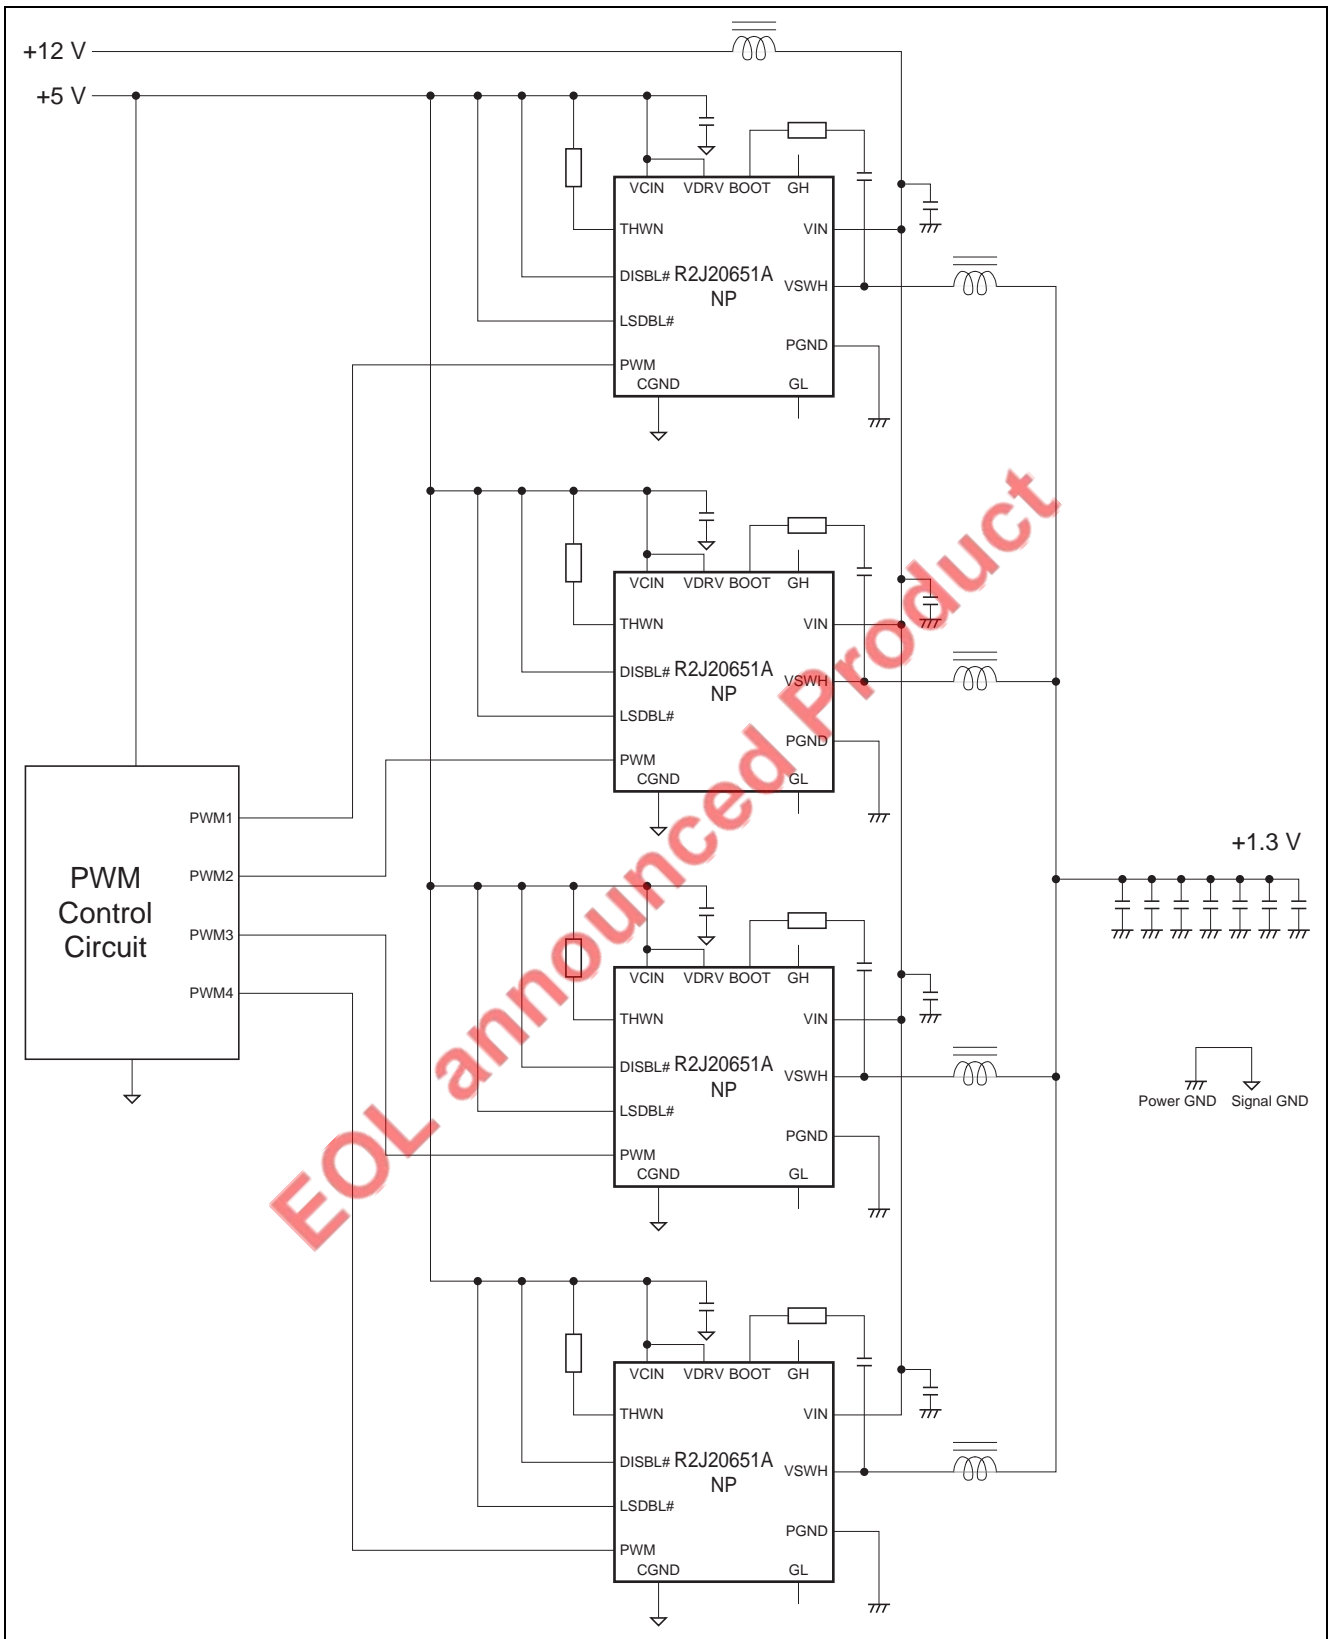 +12 V
+5 V
VCIN VDRV BOOT GH
THWN VIN
DISBL# R2J20651A
NP
VSWH
LSDBL#
PGND
PWM
CGND GL
VCIN VDRV BOOT GH
THWN VIN
DISBL# R2J20651A
NP
VSWH
LSDBL#
PGND
PWM
CGND GL
PWM Control Circuit
PWM1
PWM2
PWM3
PWM4
+1.3 V
VCIN VDRV BOOT GH
THWN VIN
DISBL# R2J20651A
NP
VSWH
LSDBL#
PGND
PWM
CGND GL
Power GND Signal GND
VCIN VDRV BOOT GH
THWN VIN
DISBL# R2J20651A
NP
VSWH
LSDBL#
PGND
PWM
CGND GL
EOL announced Product